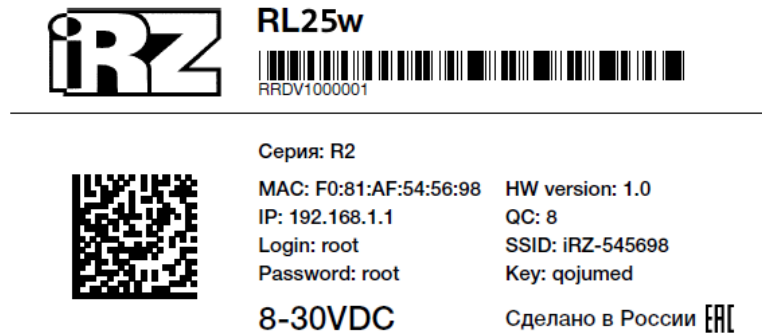 iRZ
RL25w
RRDV1000001
Серия: R2
MAC: F0:81:AF:54:56:98
HW version: 1.0
IP: 192.168.1.1
QC: 8
Login: root
SSID: iRZ-545698
Password: root
Key: qojumed
8-30VDC
Сделано в России EAC